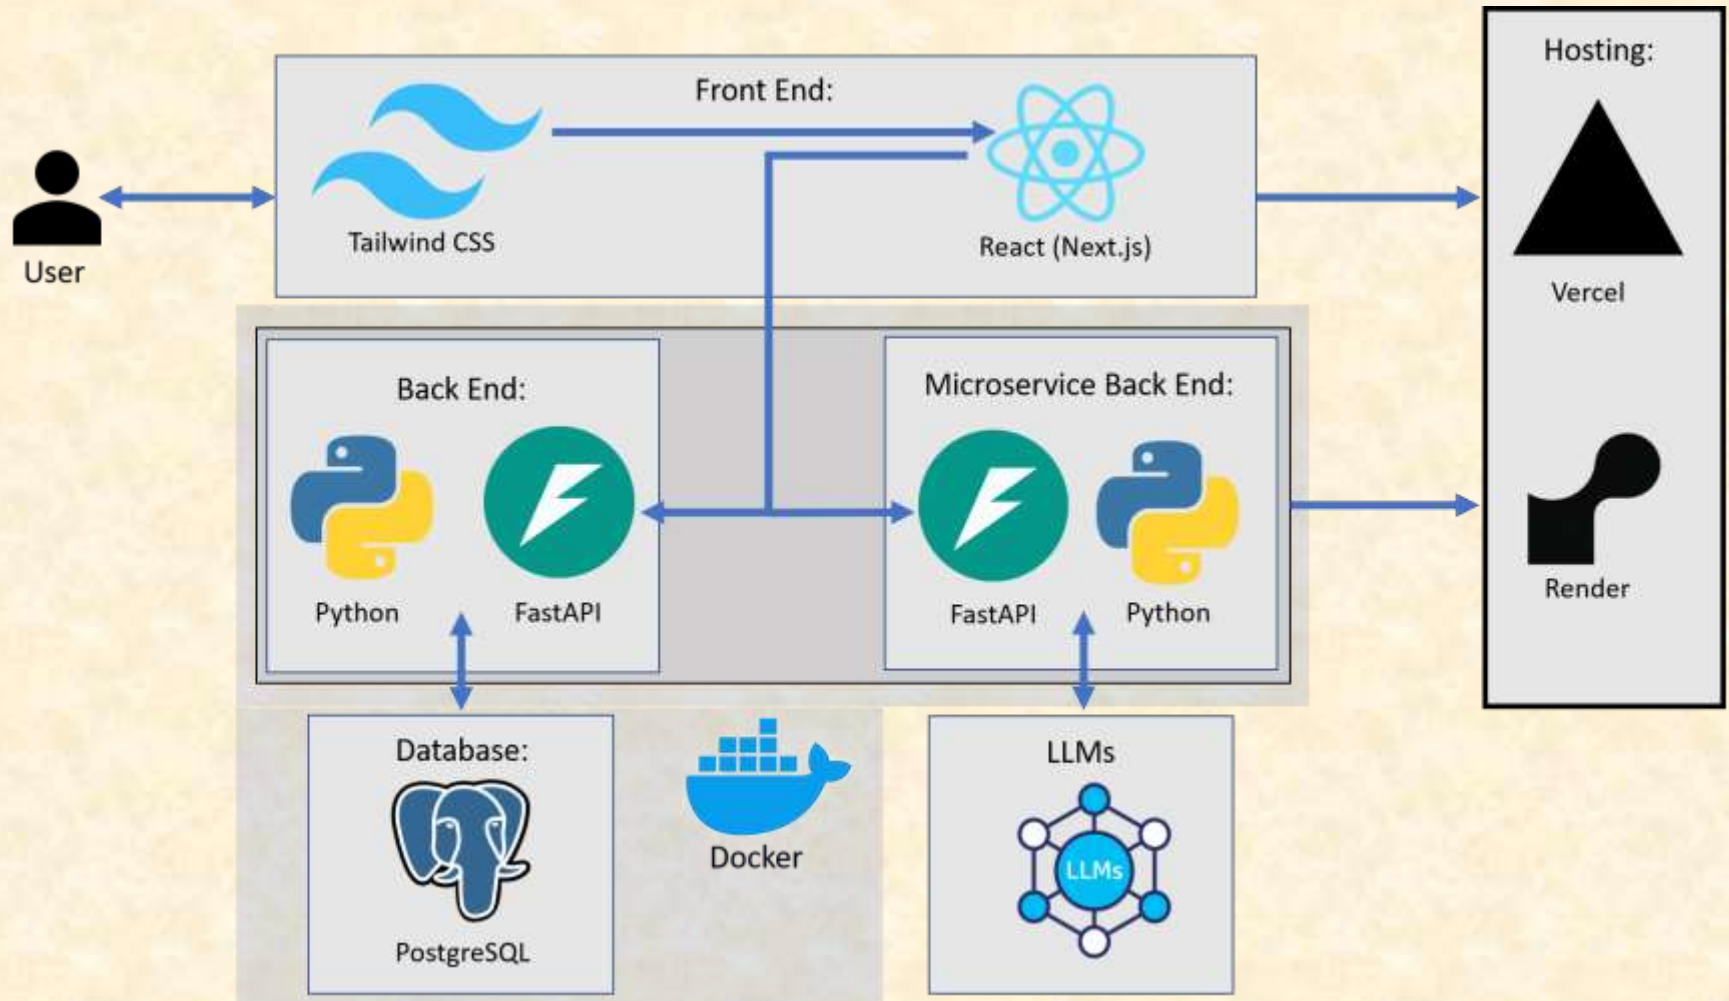 Front End:
Hosting:
Tailwind CSS
React (Next.js)
User
Vercel
Back End:
Microservice Back End:
Python
FastAPI
FastAPI
Python
Render
Database:
Docker
PostgreSQL
LLMs
LLMs